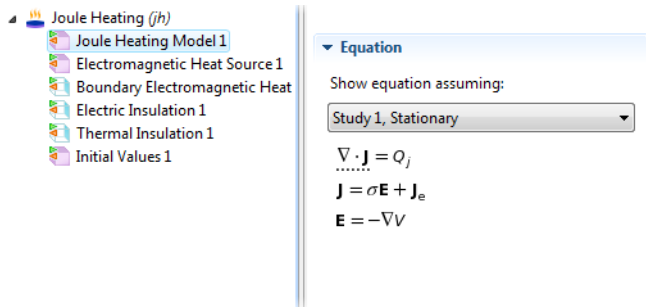 Joule Heating (jh)
Joule Heating Model 1
Electromagnetic Heat Source 1
Boundary Electromagnetic Heat
Electric Insulation 1
Thermal Insulation 1
Initial Values 1
Equation
Show equation assuming:
Study 1, Stationary
∇ · J = Qⱼ
J = σE + Jₑ
E = −∇V